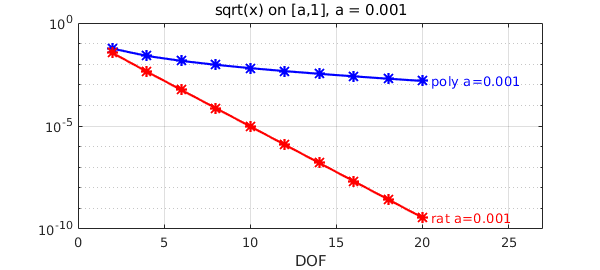 sqrt(x) on [a,1], a = 0.001
10^0
poly a=0.001
10^-5
rat a=0.001
10^-10
0 5 10 15 20 25
DOF